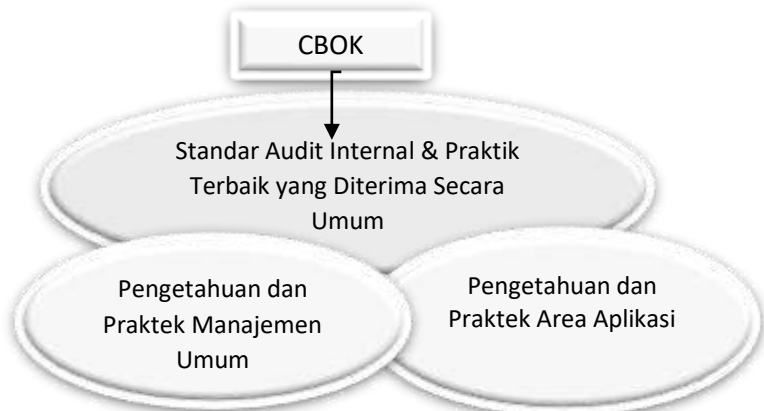 CBOK
Standar Audit Internal & Praktik
Terbaik yang Diterima Secara
Umum
Pengetahuan dan
Praktek Manajemen
Umum
Pengetahuan dan
Praktek Area Aplikasi